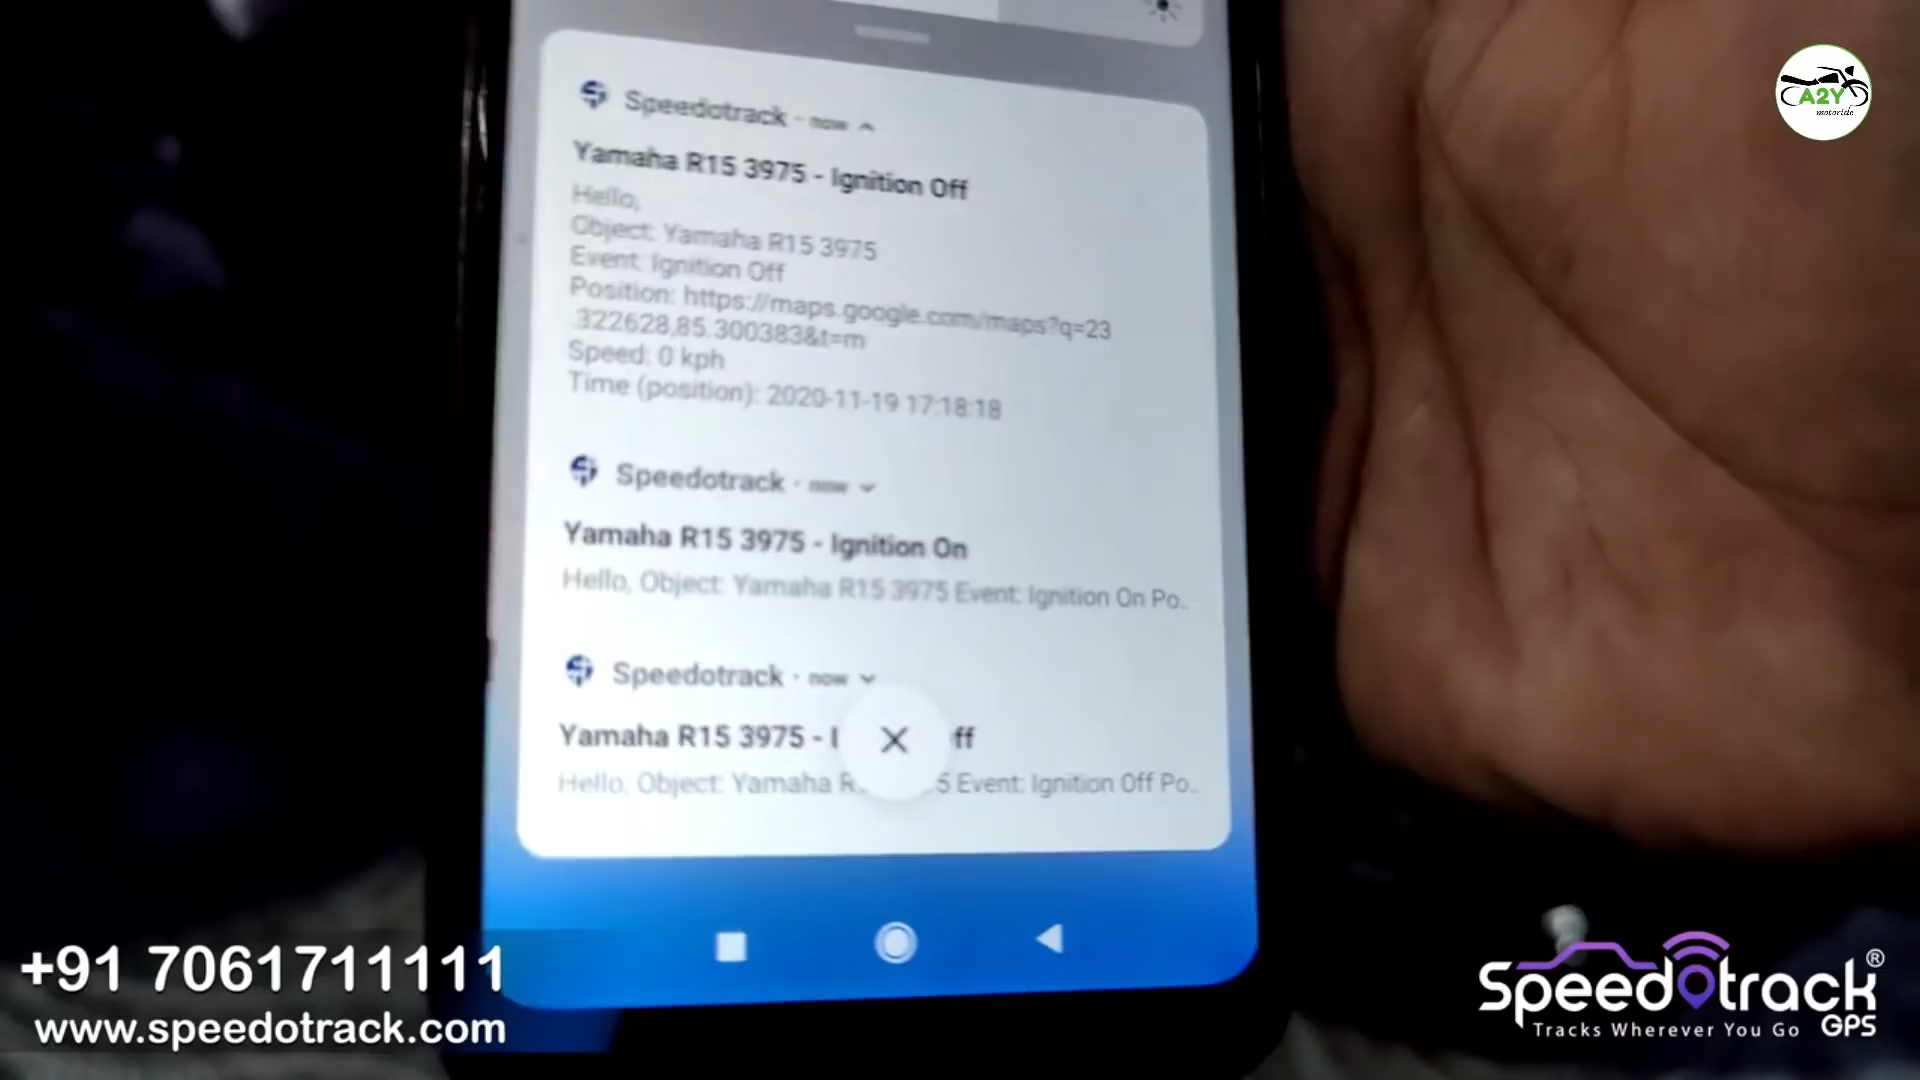 Speedotrack · now
Yamaha R15 3975 - Ignition Off
Hello,
Object: Yamaha R15 3975
Event: Ignition Off
Position: https://maps.google.com/maps?q=23
.322628,85.300383&t=m
Speed: 0 kph
Time (position): 2020-11-19 17:18:18
Speedotrack · now
Yamaha R15 3975 - Ignition On
Hello, Object: Yamaha R15 3975 Event: Ignition On Po..
Speedotrack · now
Yamaha R15 3975 - I ff
Hello, Object: Yamaha R 5 Event: Ignition Off Po..
A2Y
motoride
+91 7061711111
www.speedotrack.com
Speedotrack®
GPS
Tracks Wherever You Go